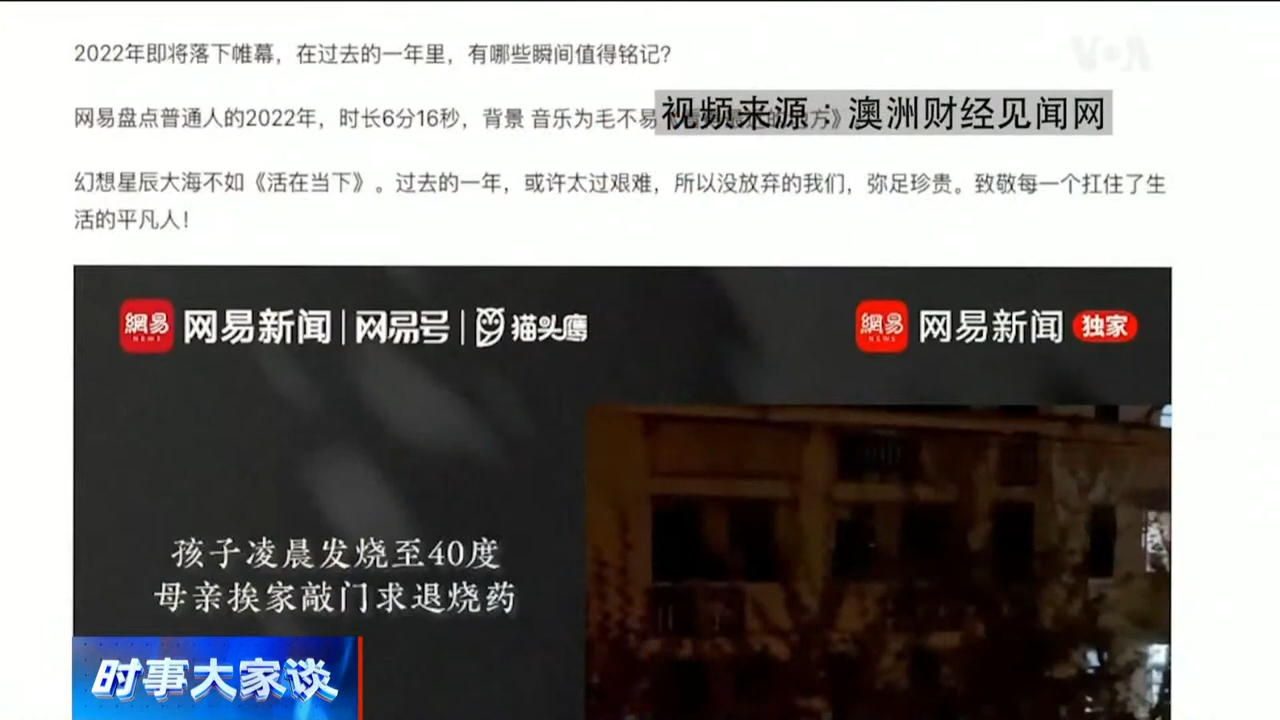 2022年即将落下帷幕，在过去的一年里，有哪些瞬间值得铭记？
VOA
网易盘点普通人的2022年，时长6分16秒，背景 音乐为毛不易
视频来源：澳洲财经见闻网
幻想星辰大海不如《活在当下》。过去的一年，或许太过艰难，所以没放弃的我们，弥足珍贵。致敬每一个扛住了生
活的平凡人！
網易 NEWS 网易新闻|网易号|猫头鹰
網易 NEWS 网易新闻 独家
孩子凌晨发烧至40度
母亲挨家敲门求退烧药
时事大家谈